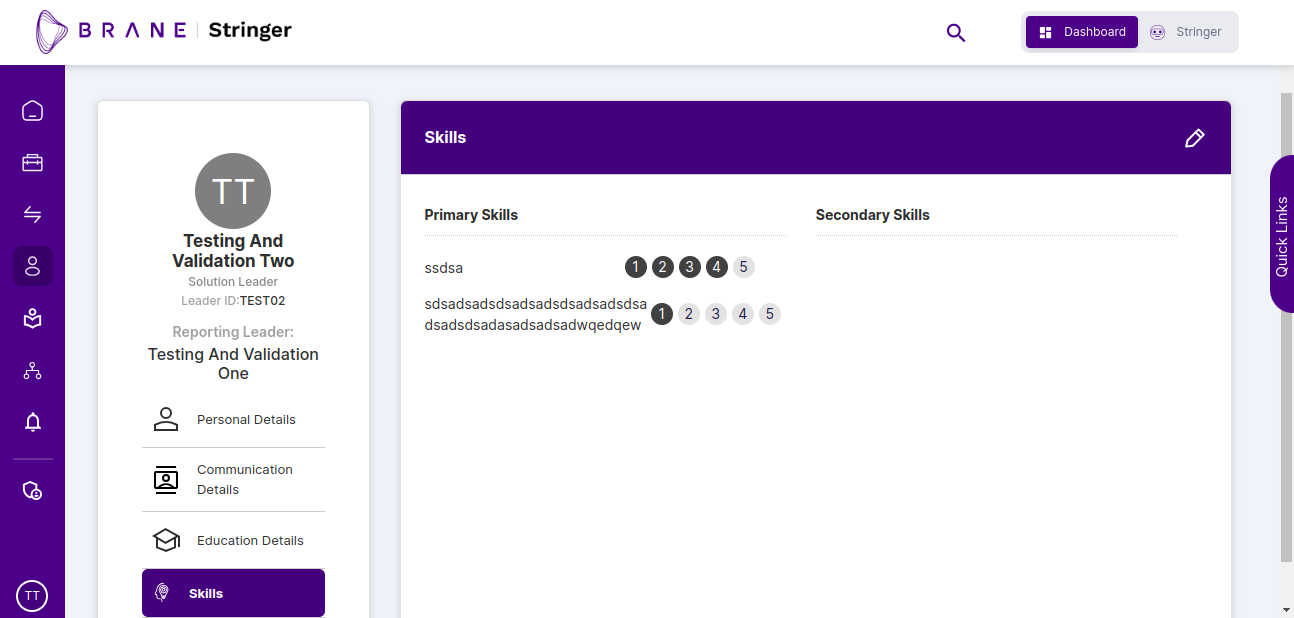 BRANE Stringer
Dashboard
Stringer
TT
Testing And
Validation Two
Solution Leader
Leader ID:TEST02
Reporting Leader:
Testing And Validation
One
Personal Details
Communication
Details
Education Details
Skills
TT
Skills
Primary Skills
ssdsa 1 2 3 4 5
sdsadsadsdsadsadsdsadsadsdsa
dsadsdsadasadsadsadwqedqew 1 2 3 4 5
Secondary Skills
Quick Links